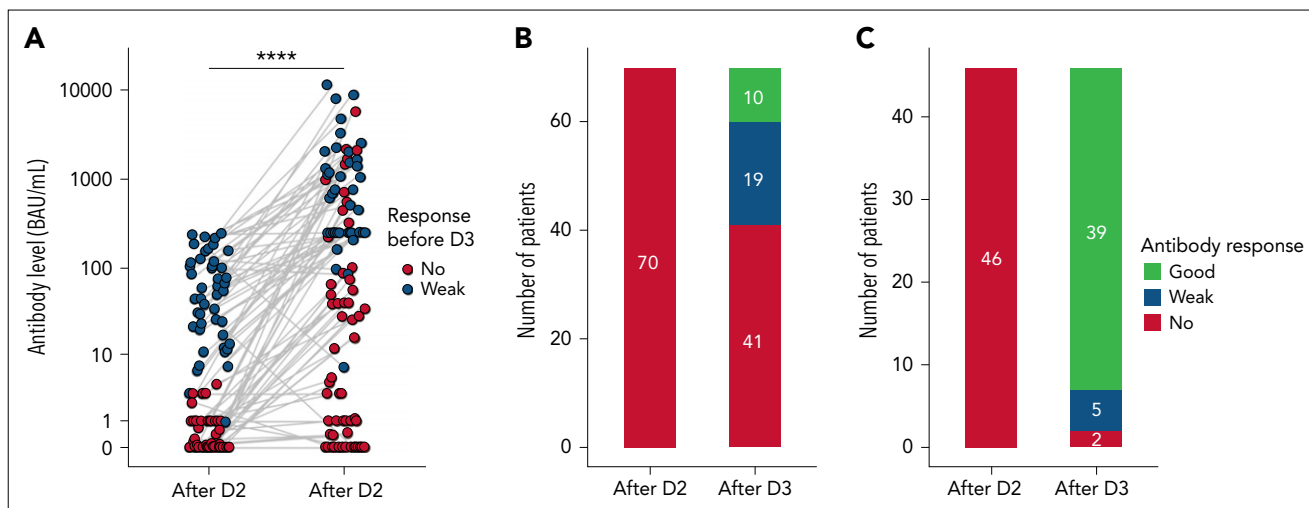 A
Antibody level (BAU/mL)
10000
1000
100
10
1
0
****
Response
before D3
No
Weak
After D2
After D2
B
Number of patients
60
40
20
0
70
10
19
41
After D2
After D3
C
Number of patients
40
30
20
10
0
46
39
5
2
After D2
After D3
Antibody response
Good
Weak
No